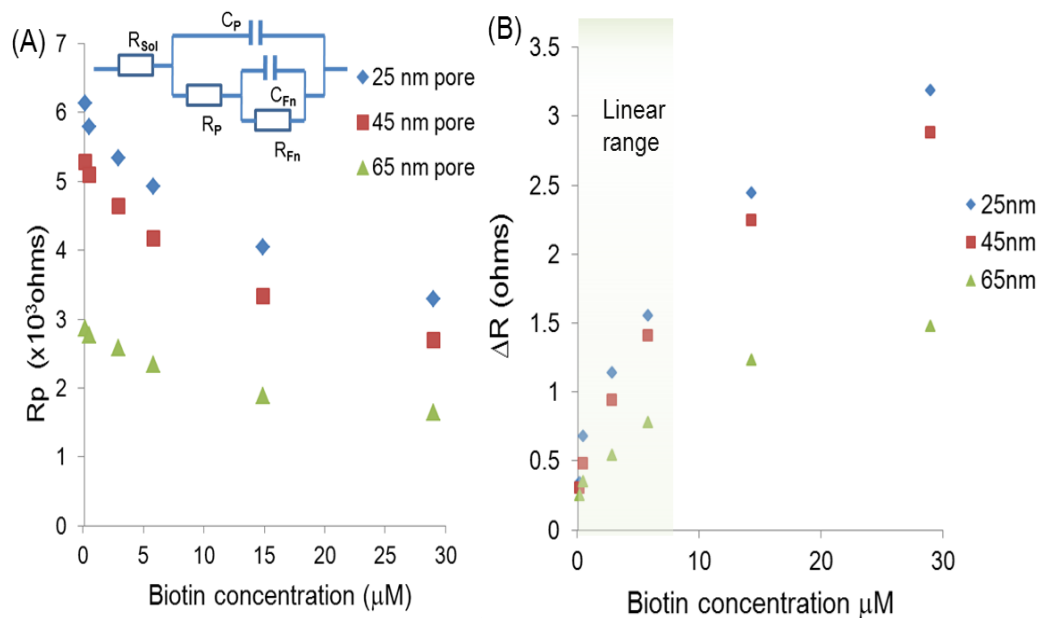 (A)
7
6
5
4
3
2
1
0
Rp (x10³ohms)
0 5 10 15 20 25 30
Biotin concentration (μM)
R_Sol
C_P
R_P
C_Fn
R_Fn
25 nm pore
45 nm pore
65 nm pore
(B)
3.5
3
2.5
2
1.5
1
0.5
0
ΔR (ohms)
Linear
range
0 10 20 30
Biotin concentration μM
25nm
45nm
65nm